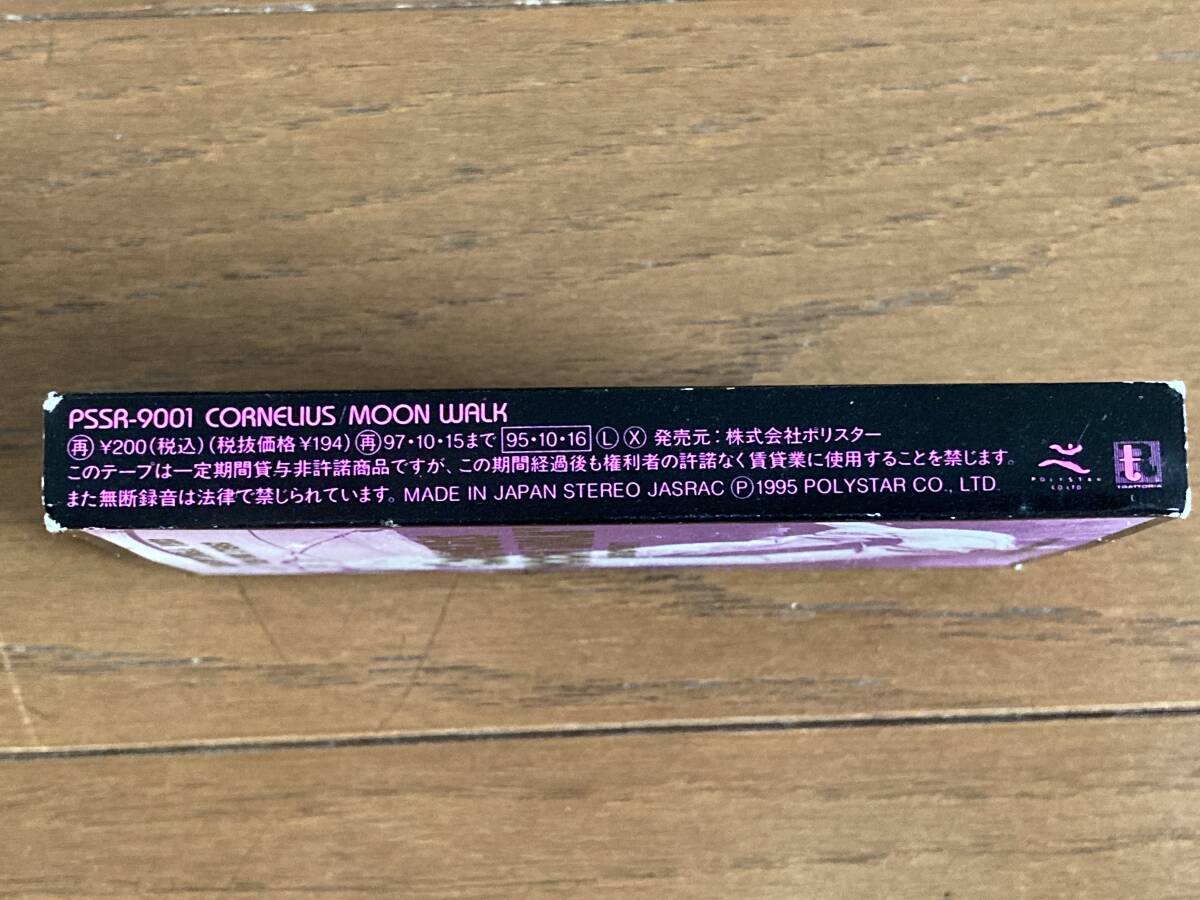 PSSR-9001 CORNELIUS/MOON WALK
再 ¥200(税込)(税抜価格¥194) 再 97・10・15まで 95・10・16 L X 発売元：株式会社ポリスター
このテープは一定期間貸与非許諾商品ですが、この期間経過後も権利者の許諾なく賃貸業に使用することを禁じます。
また無断録音は法律で禁じられています。MADE IN JAPAN STEREO JASRAC Ⓟ1995 POLYSTAR CO., LTD.
POLYSTAR
CO.LTD.
t
TRATTORIA